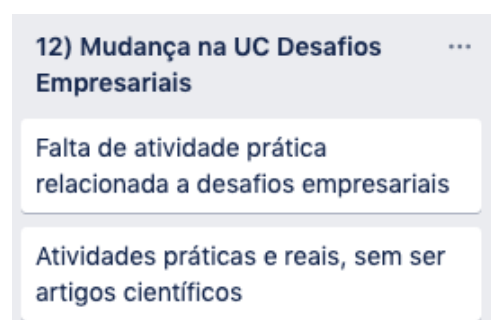 12) Mudança na UC Desafios ...
Empresariais
Falta de atividade prática
relacionada a desafios empresariais
Atividades práticas e reais, sem ser
artigos científicos